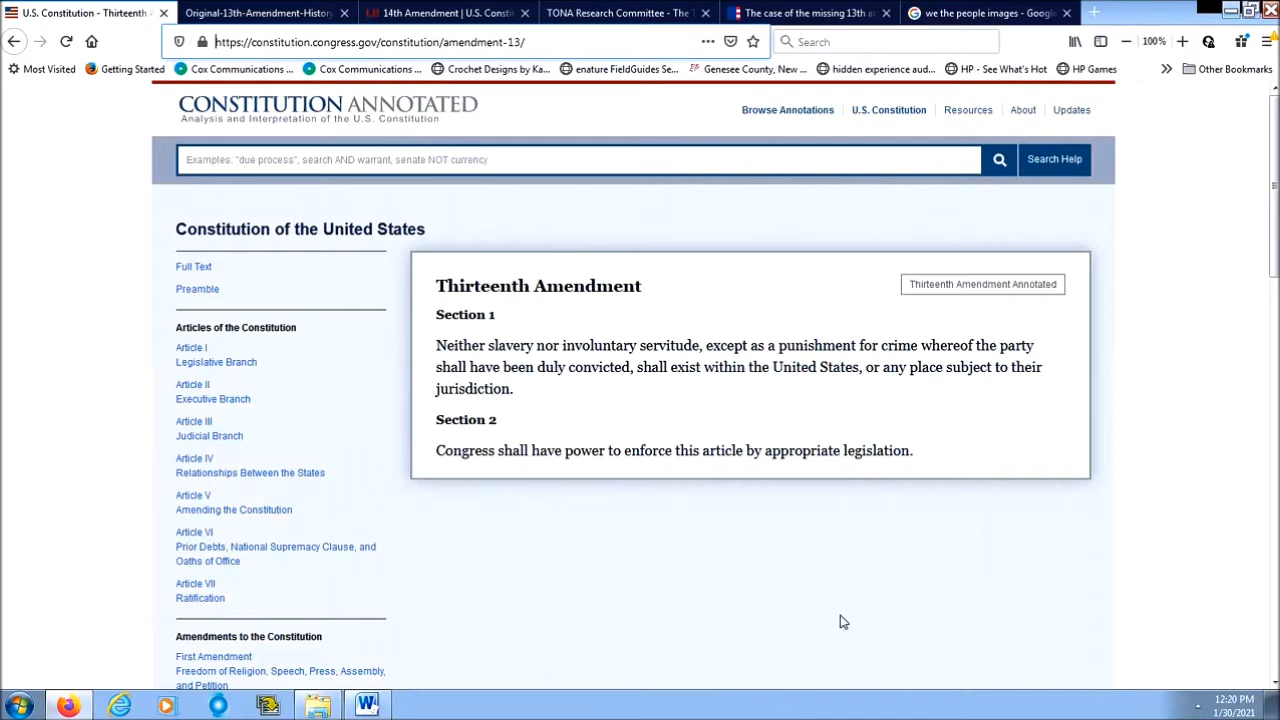 U.S. Constitution - Thirteenth A
Original-13th-Amendment-History
14th Amendment | U.S. Consti
TONA Research Committee - The T
The case of the missing 13th
we the people images - Google
https://constitution.congress.gov/constitution/amendment-13/
Search
100%
Most Visited
Getting Started
Cox Communications ...
Cox Communications ...
Crochet Designs by Ka...
enature FieldGuides Se...
Genesee County, New ...
hidden experience aud...
HP - See What's Hot
HP Games
Other Bookmarks
CONSTITUTION ANNOTATED
Analysis and Interpretation of the U.S. Constitution
Browse Annotations
U.S. Constitution
Resources
About
Updates
Examples. "due process", search AND warrant, senate NOT currency
Search Help
Constitution of the United States
Full Text
Preamble
Articles of the Constitution
Article I
Legislative Branch
Article II
Executive Branch
Article III
Judicial Branch
Article IV
Relationships Between the States
Article V
Amending the Constitution
Article VI
Prior Debts, National Supremacy Clause, and
Oaths of Office
Article VII
Ratification
Amendments to the Constitution
First Amendment
Freedom of Religion, Speech, Press, Assembly,
and Petition
Thirteenth Amendment
Thirteenth Amendment Annotated
Section 1
Neither slavery nor involuntary servitude, except as a punishment for crime whereof the party
shall have been duly convicted, shall exist within the United States, or any place subject to their
jurisdiction.
Section 2
Congress shall have power to enforce this article by appropriate legislation.
12:20 PM
1/30/2021